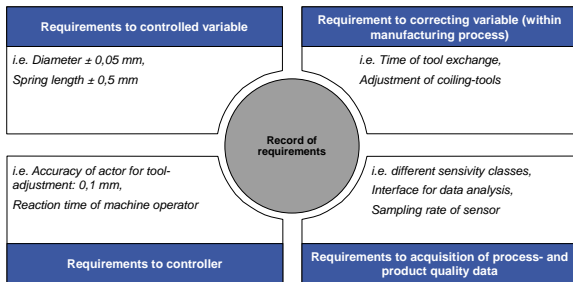 Requirements to controlled variable
i.e. Diameter ± 0,05 mm,
Spring length ± 0,5 mm
Requirement to correcting variable (within
manufacturing process)
i.e. Time of tool exchange,
Adjustment of coiling-tools
Record of
requirements
i.e. Accuracy of actor for tool-
adjustment: 0,1 mm,
Reaction time of machine operator
Requirements to controller
i.e. different sensivity classes,
Interface for data analysis,
Sampling rate of sensor
Requirements to acquisition of process- and
product quality data